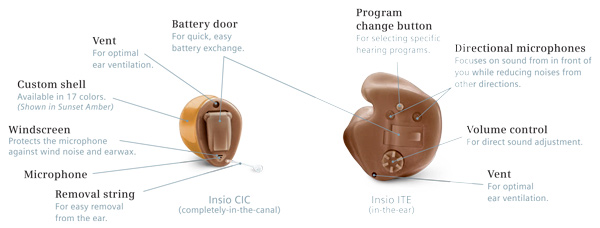 Battery door
For quick, easy
battery exchange.
Vent
For optimal
ear ventilation.
Custom shell
Available in 17 colors.
(Shown in Sunset Amber)
Windscreen
Protects the microphone
against wind noise and earwax.
Microphone
Removal string
For easy removal
from the ear.
Insio CIC
(completely-in-the-canal)
Program
change button
For selecting specific
hearing programs.
Directional microphones
Focuses on sound from in front of
you while reducing noises from
other directions.
Volume control
For direct sound adjustment.
Vent
For optimal
ear ventilation.
Insio ITE
(in-the-ear)